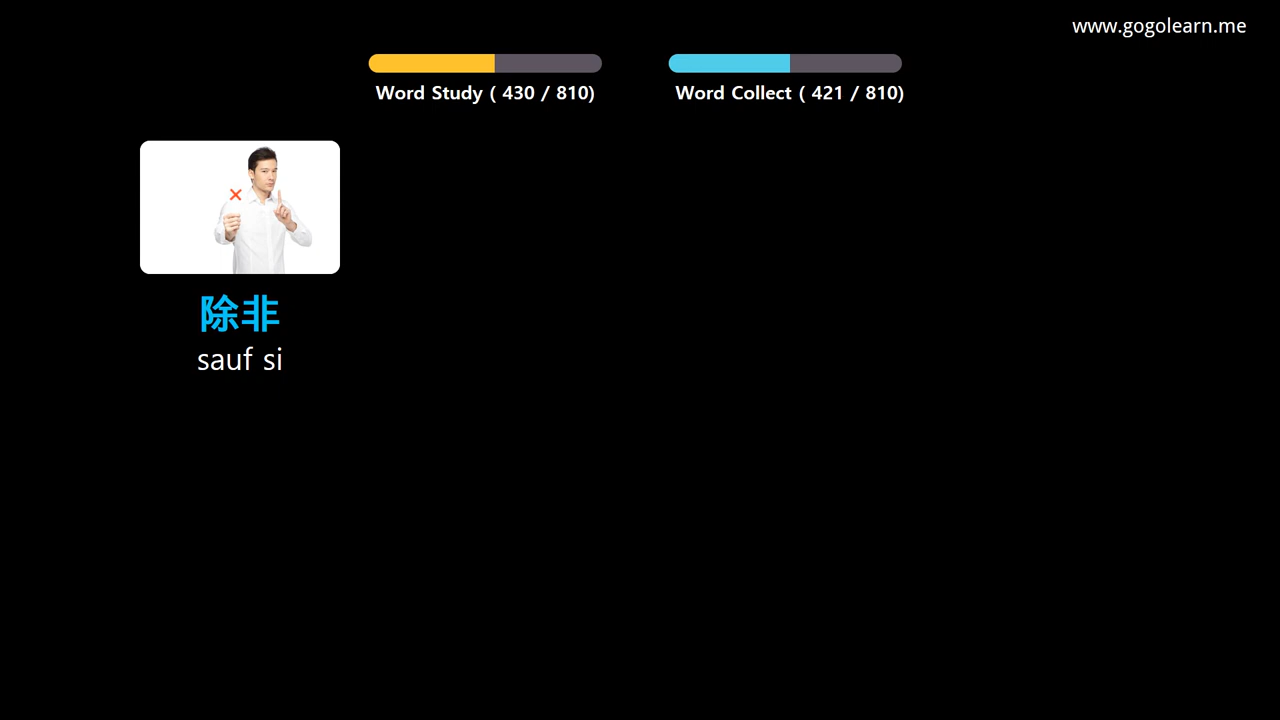 www.gogolearn.me
Word Study ( 430 / 810)
Word Collect ( 421 / 810)
除非
sauf si